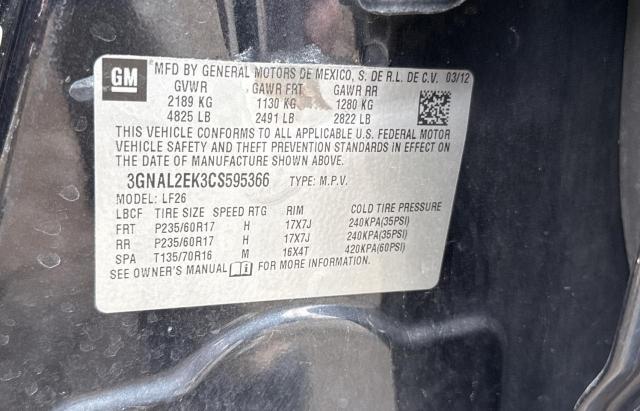 GM *MFD BY GENERAL MOTORS DE MEXICO, S. DE R.L. DE C.V. 03/12
GVWR GAWR FRT GAWR RR
2189 KG 1130 KG 1280 KG
4825 LB 2491 LB 2822 LB
THIS VEHICLE CONFORMS TO ALL APPLICABLE U.S. FEDERAL MOTOR
VEHICLE SAFETY AND THEFT PREVENTION STANDARDS IN EFFECT ON
THE DATE OF MANUFACTURE SHOWN ABOVE.
3GNAL2EK3CS595366 TYPE: M.P.V.
MODEL: LF26
LBCF TIRE SIZE SPEED RTG RIM COLD TIRE PRESSURE
FRT P235/60R17 H 17X7J 240KPA(35PSI)
RR P235/60R17 H 17X7J 240KPA(35PSI)
SPA T135/70R16 M 16X4T 420KPA(60PSI)
SEE OWNER'S MANUAL FOR MORE INFORMATION.